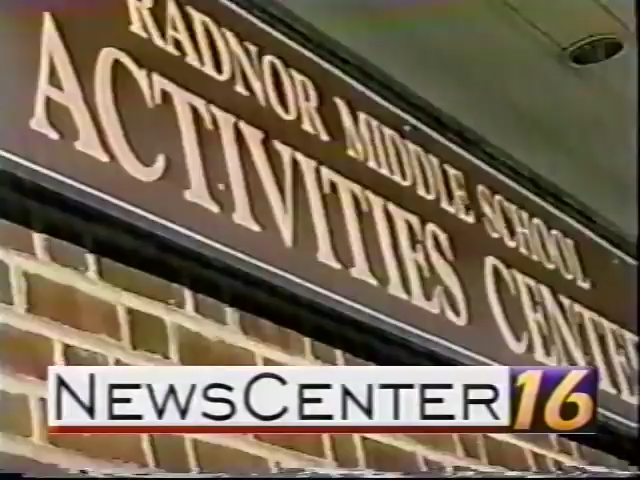 RADNOR MIDDLE SCHOOL
ACTIVITIES CENTER
NEWSCENTER 16